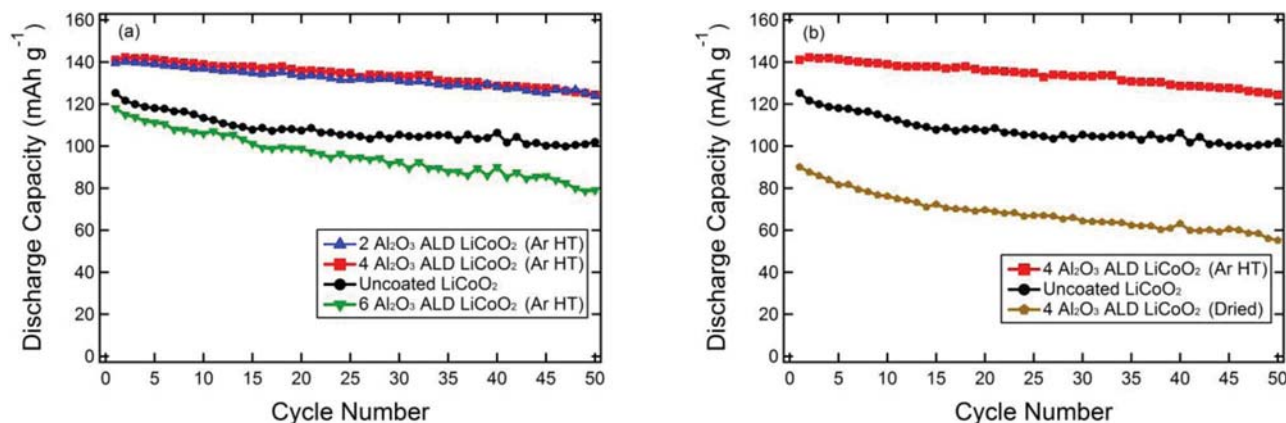 (a)
160
140
120
100
80
60
40
20
0
Discharge Capacity (mAh g⁻¹)
2 Al₂O₃ ALD LiCoO₂ (Ar HT)
4 Al₂O₃ ALD LiCoO₂ (Ar HT)
Uncoated LiCoO₂
6 Al₂O₃ ALD LiCoO₂ (Ar HT)
0 5 10 15 20 25 30 35 40 45 50
Cycle Number
(b)
160
140
120
100
80
60
40
20
0
Discharge Capacity (mAh g⁻¹)
4 Al₂O₃ ALD LiCoO₂ (Ar HT)
Uncoated LiCoO₂
4 Al₂O₃ ALD LiCoO₂ (Dried)
0 5 10 15 20 25 30 35 40 45 50
Cycle Number